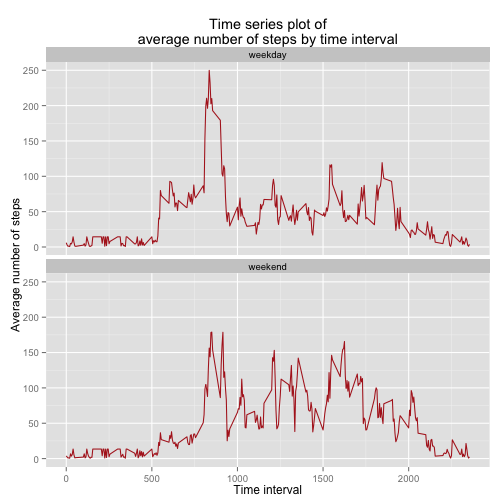 Time series plot of
average number of steps by time interval
weekday
250
200
150
100
50
0
weekend
250
200
150
100
50
0
Average number of steps
0 500 1000 1500 2000
Time interval